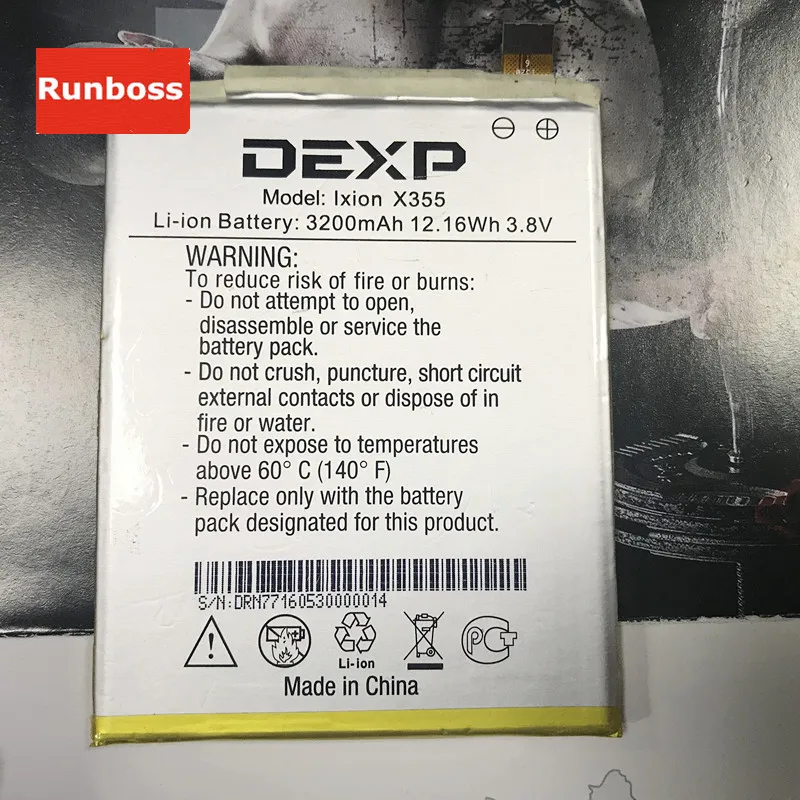 Runboss
DEXP
Model: Ixion X355
Li-ion Battery: 3200mAh 12.16Wh 3.8V
WARNING:
To reduce risk of fire or burns:
- Do not attempt to open,
disassemble or service the
battery pack.
- Do not crush, puncture, short circuit
external contacts or dispose of in
fire or water.
- Do not expose to temperatures
above 60° C (140° F)
- Replace only with the battery
pack designated for this product.
S/N:DRN77160530000014
Li-ion
PCT
Made in China